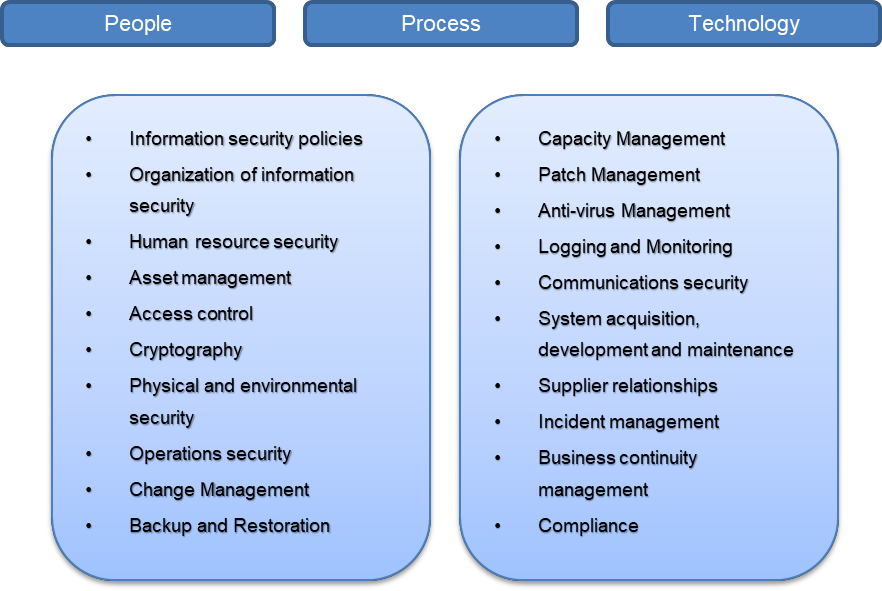 People
Process
Technology
• Information security policies
• Organization of information
security
• Human resource security
• Asset management
• Access control
• Cryptography
• Physical and environmental
security
• Operations security
• Change Management
• Backup and Restoration
• Capacity Management
• Patch Management
• Anti-virus Management
• Logging and Monitoring
• Communications security
• System acquisition,
development and maintenance
• Supplier relationships
• Incident management
• Business continuity
management
• Compliance